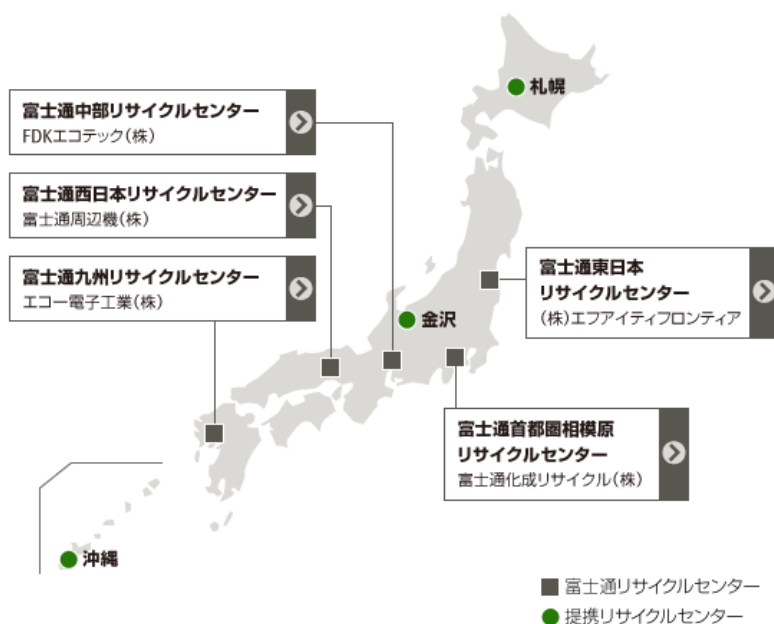 札幌
富士通中部リサイクルセンター
FDKエコテック(株)
富士通西日本リサイクルセンター
富士通周辺機(株)
富士通九州リサイクルセンター
エコー電子工業(株)
富士通東日本
リサイクルセンター
(株)エフアイティフロンティア
金沢
富士通首都圏相模原
リサイクルセンター
富士通化成リサイクル(株)
沖縄
富士通リサイクルセンター
提携リサイクルセンター